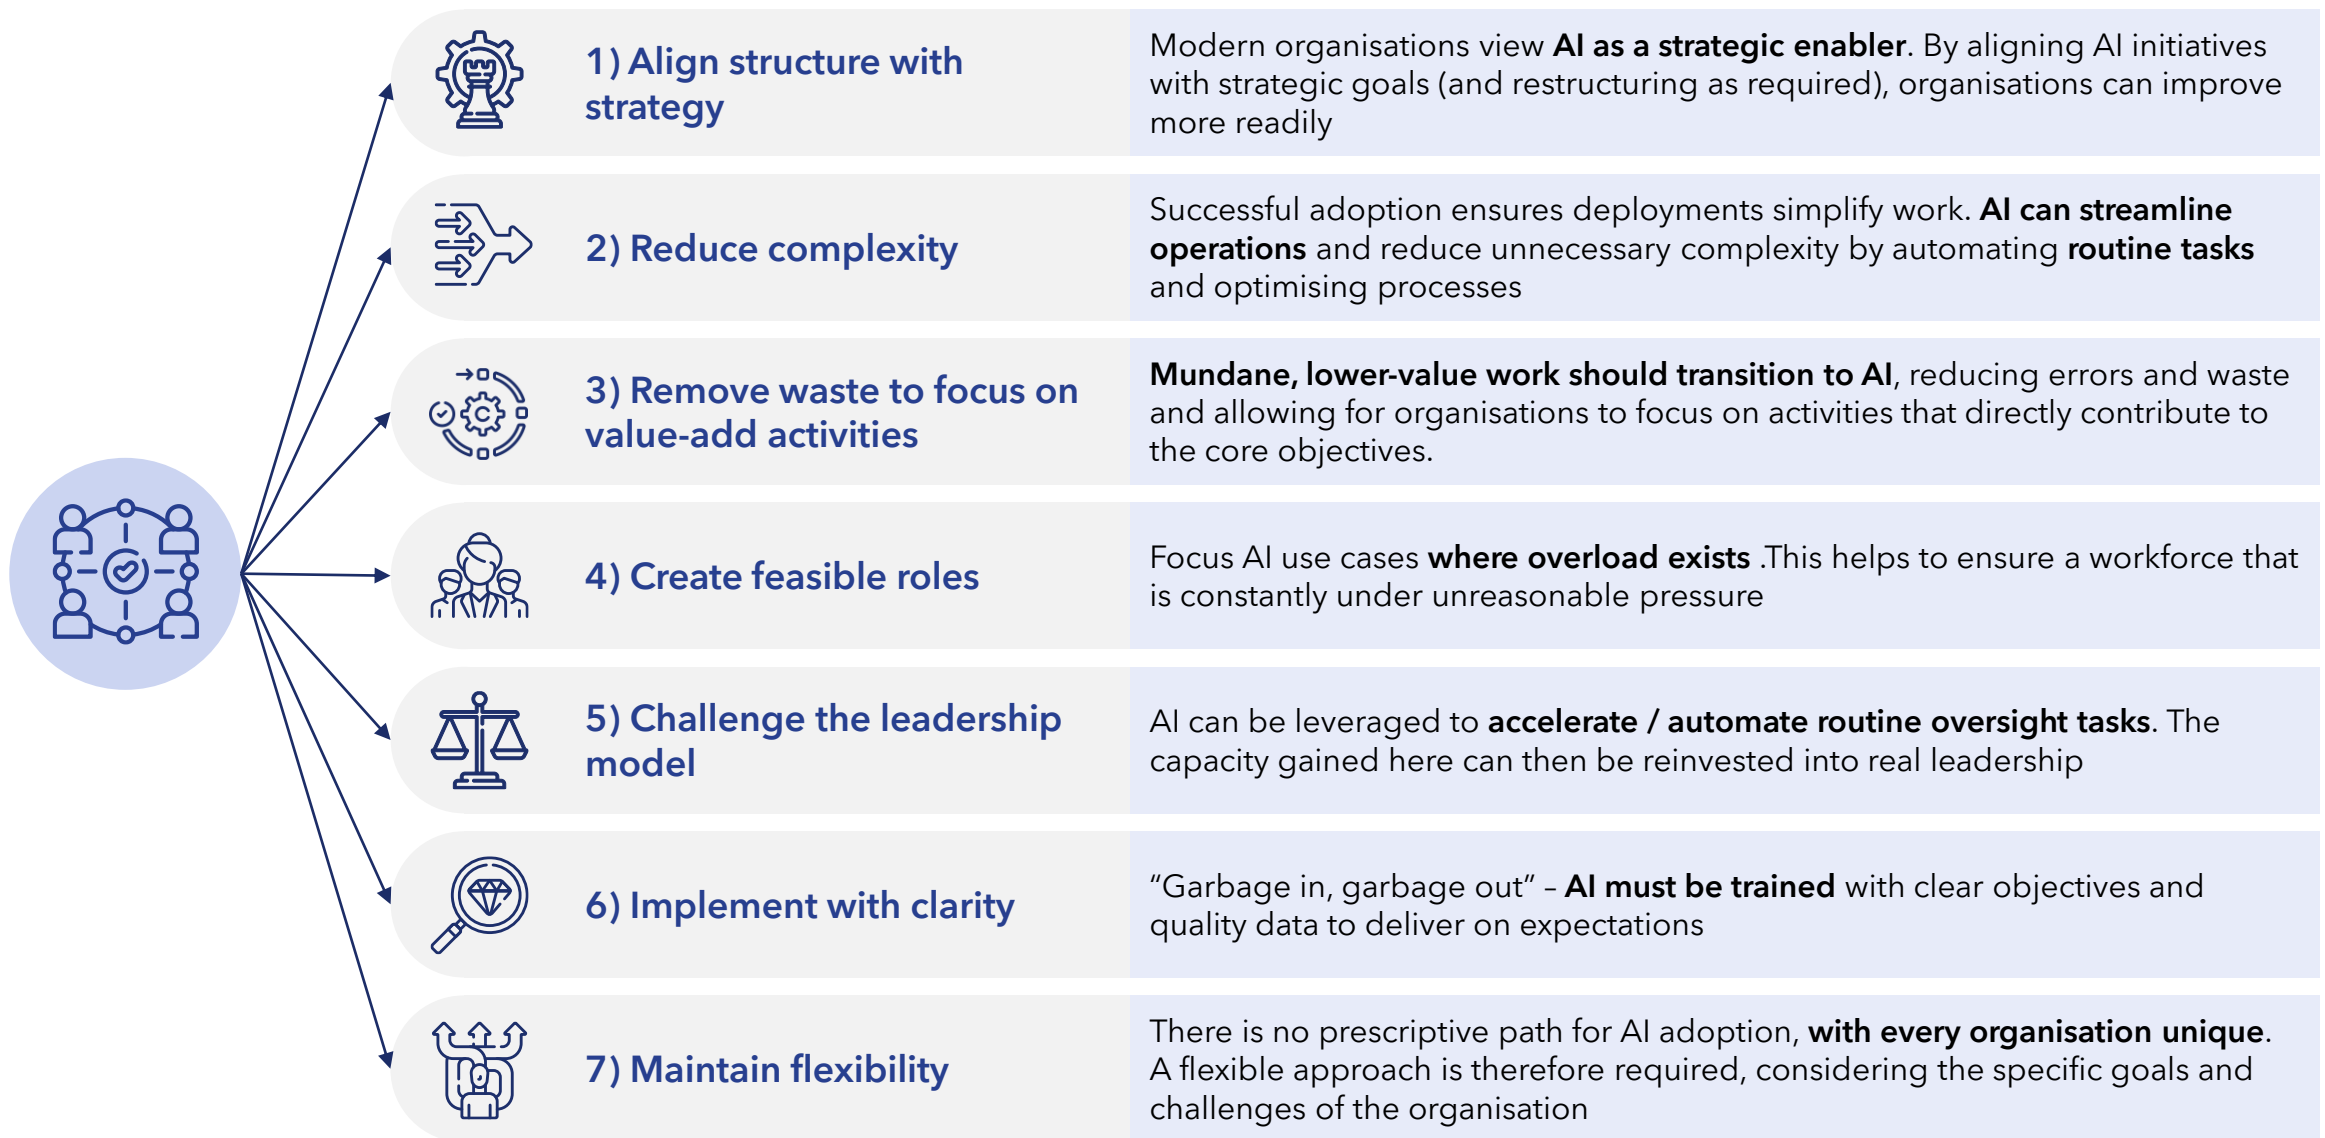 1) Align structure with
strategy
Modern organisations view AI as a strategic enabler. By aligning AI initiatives
with strategic goals (and restructuring as required), organisations can improve
more readily
2) Reduce complexity
Successful adoption ensures deployments simplify work. AI can streamline
operations and reduce unnecessary complexity by automating routine tasks
and optimising processes
3) Remove waste to focus on
value-add activities
Mundane, lower-value work should transition to AI, reducing errors and waste
and allowing for organisations to focus on activities that directly contribute to
the core objectives.
4) Create feasible roles
Focus AI use cases where overload exists .This helps to ensure a workforce that
is constantly under unreasonable pressure
5) Challenge the leadership
model
AI can be leveraged to accelerate / automate routine oversight tasks. The
capacity gained here can then be reinvested into real leadership
6) Implement with clarity
“Garbage in, garbage out” – AI must be trained with clear objectives and
quality data to deliver on expectations
7) Maintain flexibility
There is no prescriptive path for AI adoption, with every organisation unique.
A flexible approach is therefore required, considering the specific goals and
challenges of the organisation